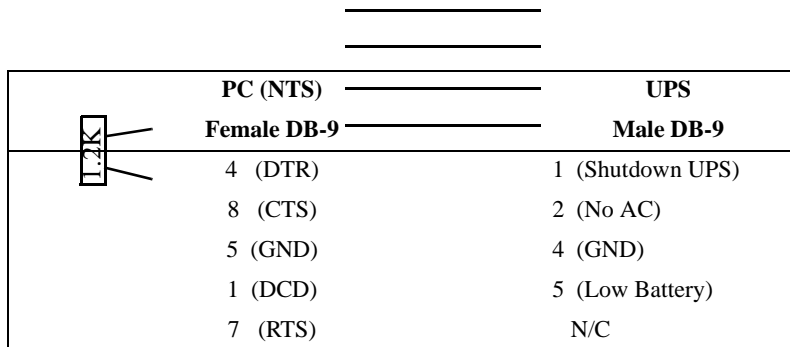 PC (NTS) UPS
Female DB-9 Male DB-9
1.2K
4 (DTR) 1 (Shutdown UPS)
8 (CTS) 2 (No AC)
5 (GND) 4 (GND)
1 (DCD) 5 (Low Battery)
7 (RTS) N/C